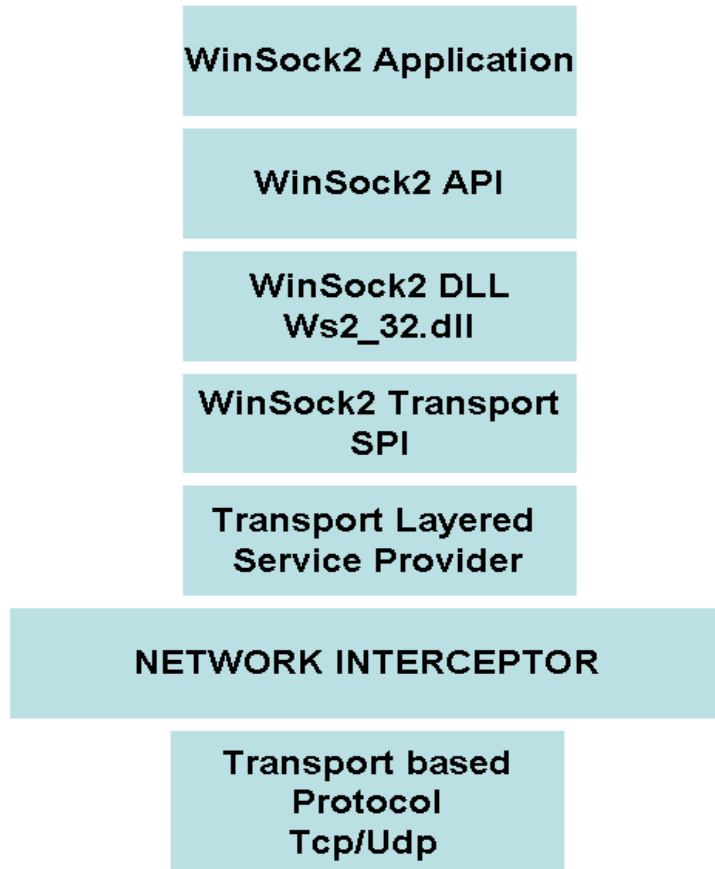 WinSock2 Application
WinSock2 API
WinSock2 DLL
Ws2_32.dll
WinSock2 Transport
SPI
Transport Layered
Service Provider
NETWORK INTERCEPTOR
Transport based
Protocol
Tcp/Udp